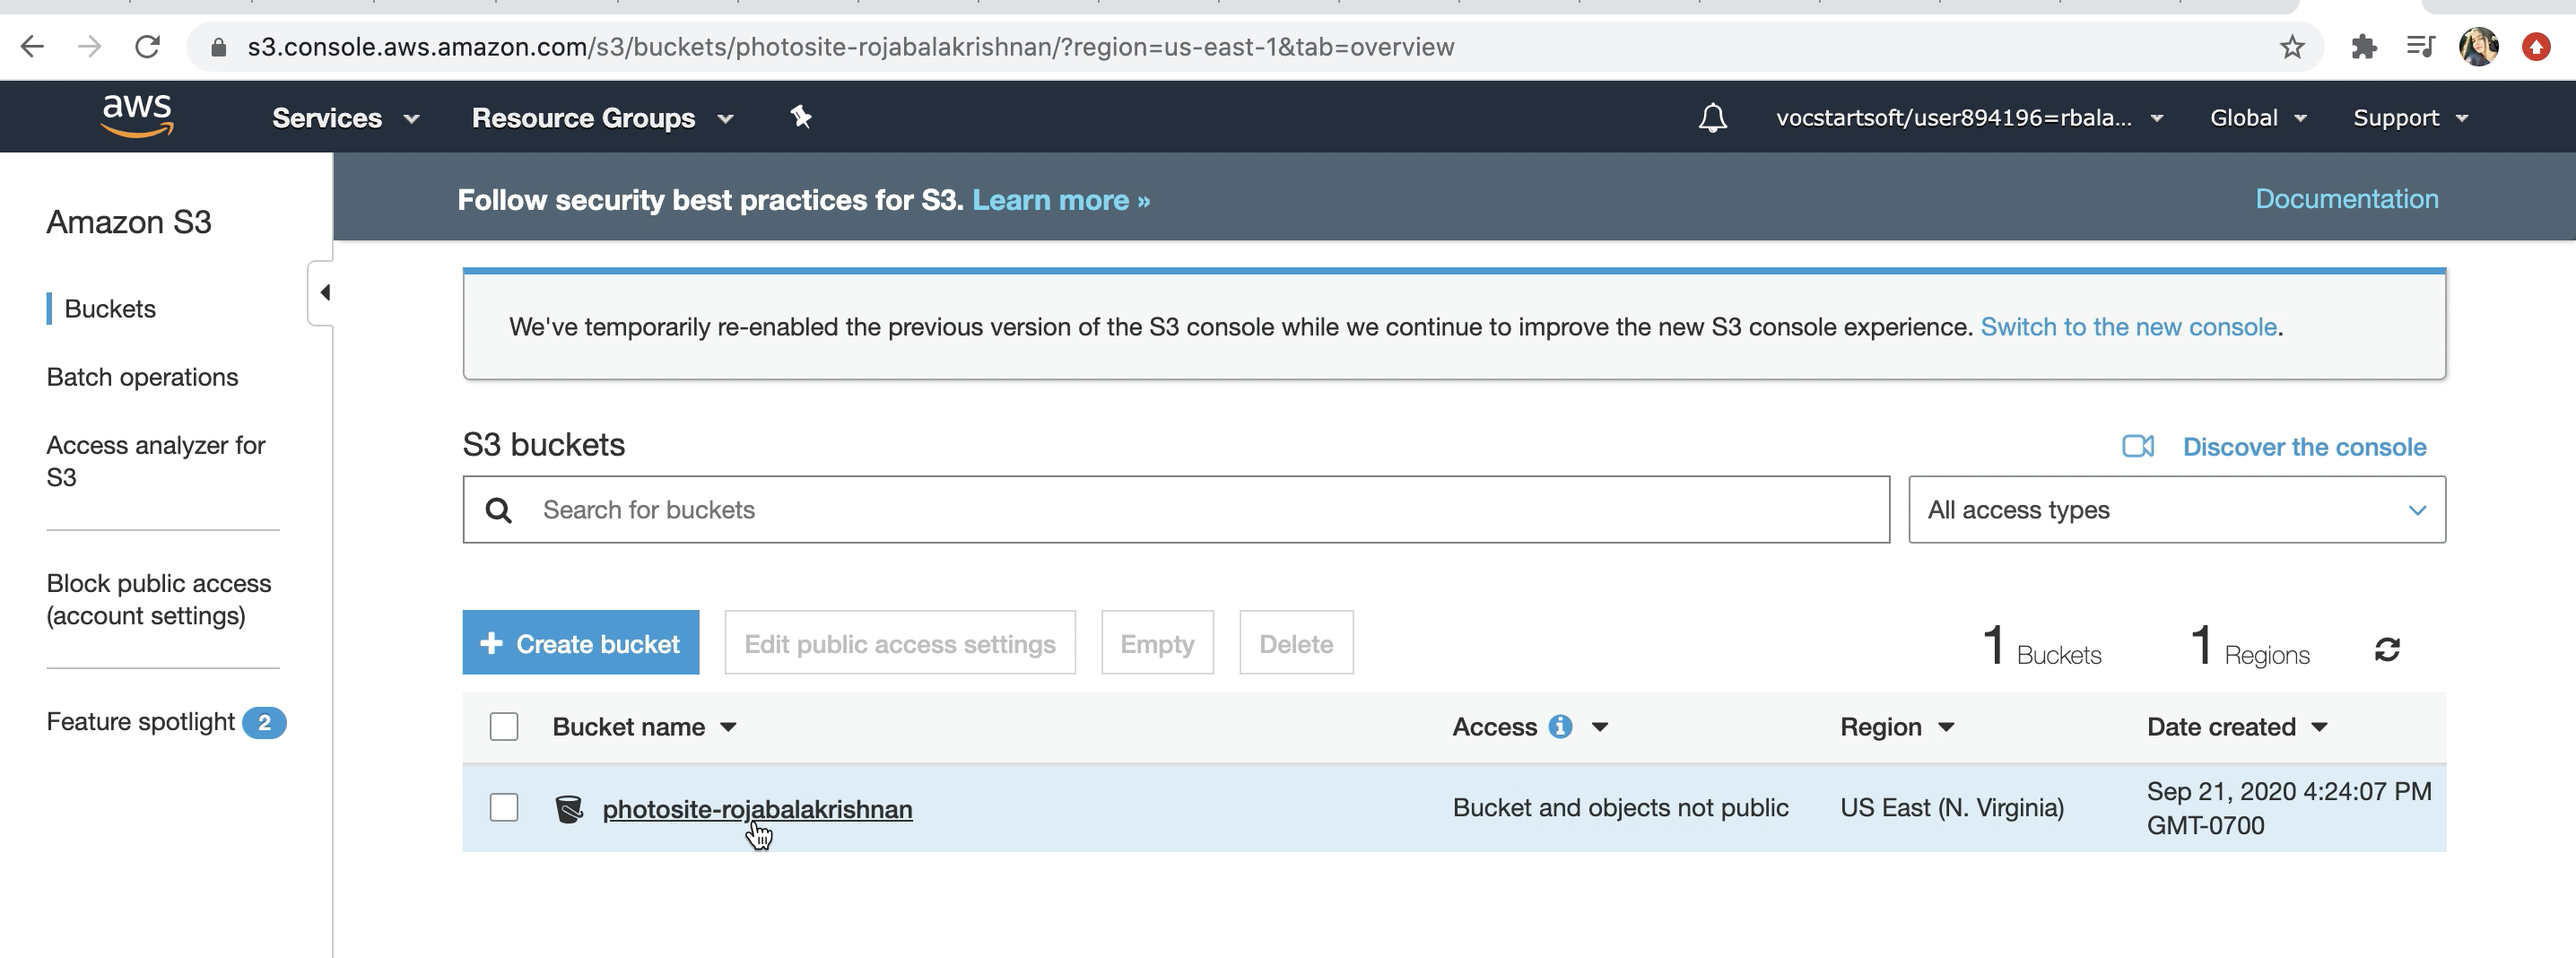 s3.console.aws.amazon.com/s3/buckets/photosite-rojabalakrishnan/?region=us-east-1&tab=overview
aws Services Resource Groups vocstartsoft/user894196=rbala... Global Support
Follow security best practices for S3. Learn more » Documentation
Amazon S3
Buckets
Batch operations
Access analyzer for
S3
Block public access
(account settings)
Feature spotlight 2
We've temporarily re-enabled the previous version of the S3 console while we continue to improve the new S3 console experience. Switch to the new console.
S3 buckets Discover the console
Search for buckets All access types
+ Create bucket Edit public access settings Empty Delete 1 Buckets 1 Regions
Bucket name Access i Region Date created
photosite-rojabalakrishnan Bucket and objects not public US East (N. Virginia) Sep 21, 2020 4:24:07 PM
GMT-0700